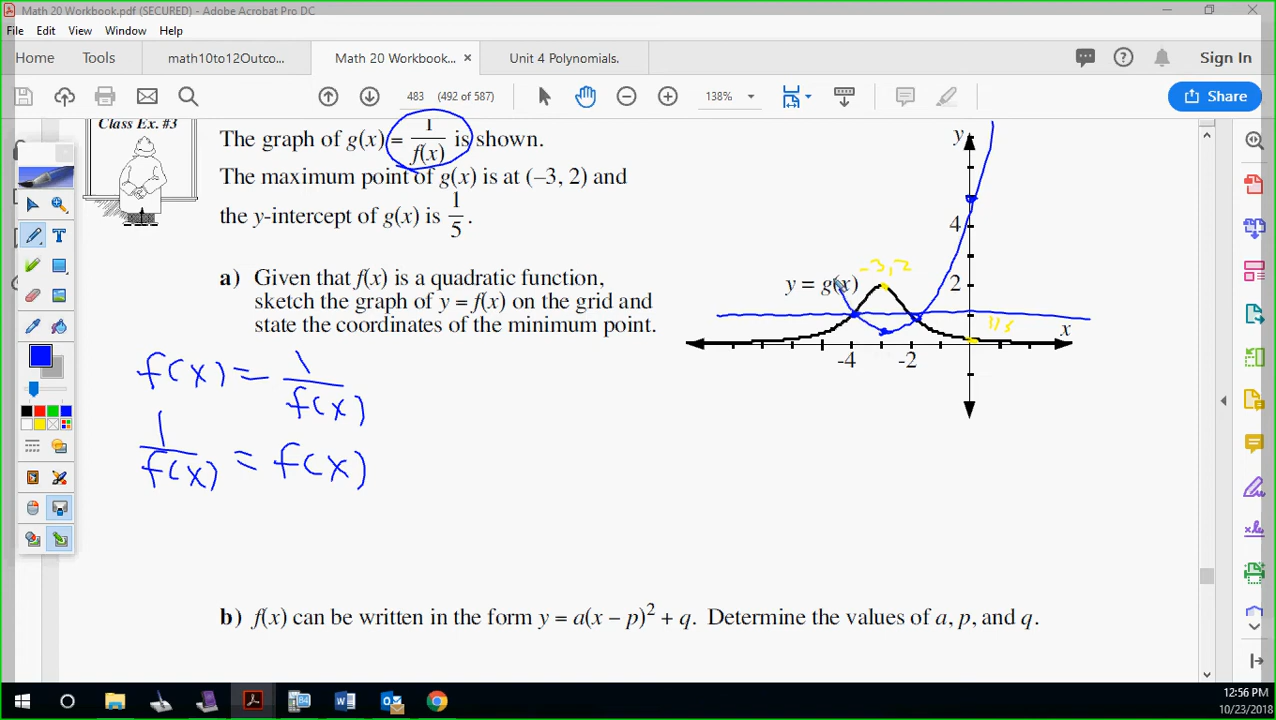 Math 20 Workbook.pdf (SECURED) - Adobe Acrobat Pro DC
File Edit View Window Help
Home Tools math10to12Outco... Math 20 Workbook... × Unit 4 Polynomials. Sign In
483 (492 of 587) 138% Share
Class Ex. #3
The graph of g(x) = 1/f(x) is shown.
The maximum point of g(x) is at (–3, 2) and
the y-intercept of g(x) is 1/5.
a) Given that f(x) is a quadratic function,
sketch the graph of y = f(x) on the grid and
state the coordinates of the minimum point.
f(x) = 1/f(x)
1/f(x) = f(x)
y
4
-3, 2
y = g(x)
2
1/5
x
-4 -2
b) f(x) can be written in the form y = a(x – p)² + q. Determine the values of a, p, and q.
12:56 PM
10/23/2018